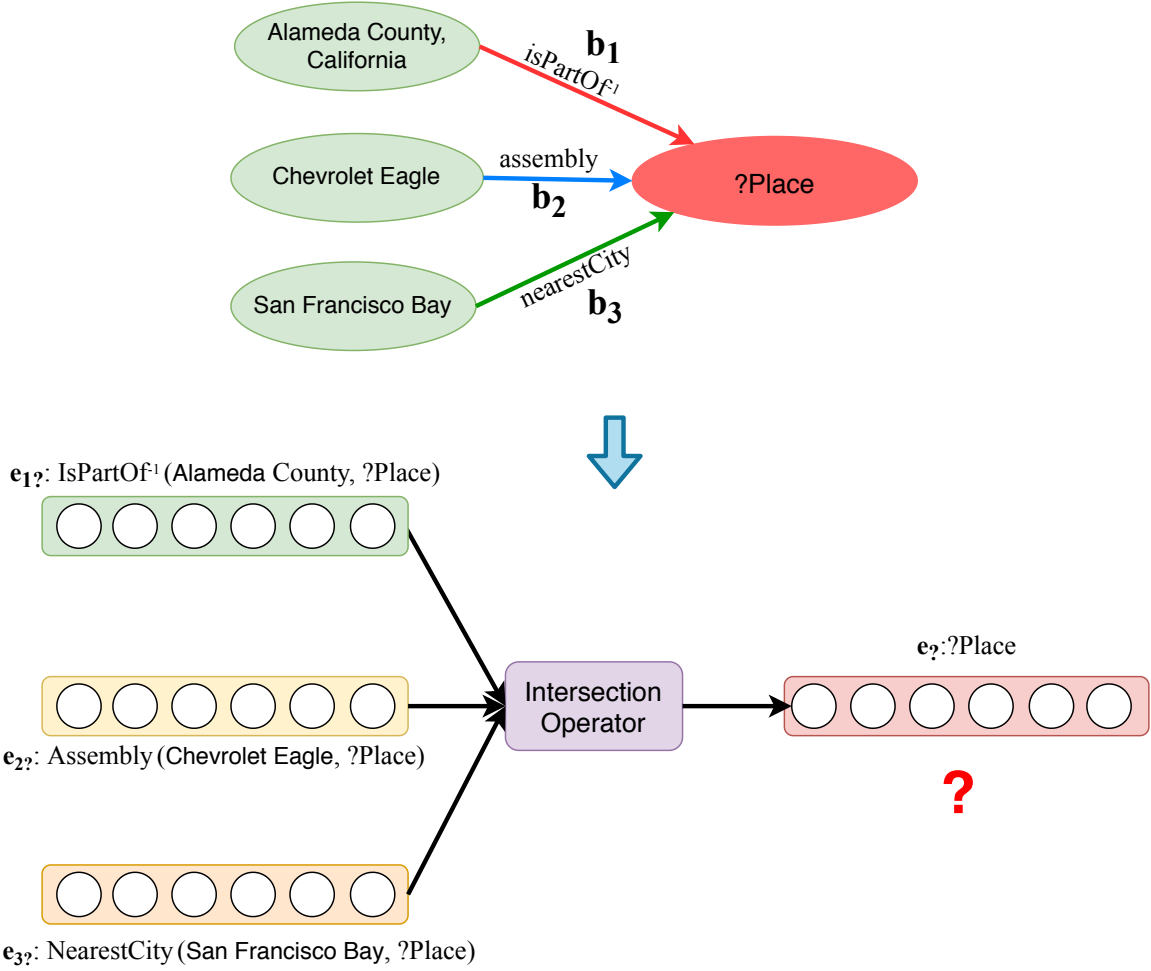 Alameda County,
California
b1
isPartOf-1
Chevrolet Eagle
assembly
b2
?Place
San Francisco Bay
nearestCity
b3
e1?: IsPartOf-1 (Alameda County, ?Place)
e2?: Assembly (Chevrolet Eagle, ?Place)
e3?: NearestCity (San Francisco Bay, ?Place)
Intersection
Operator
e?:?Place
?